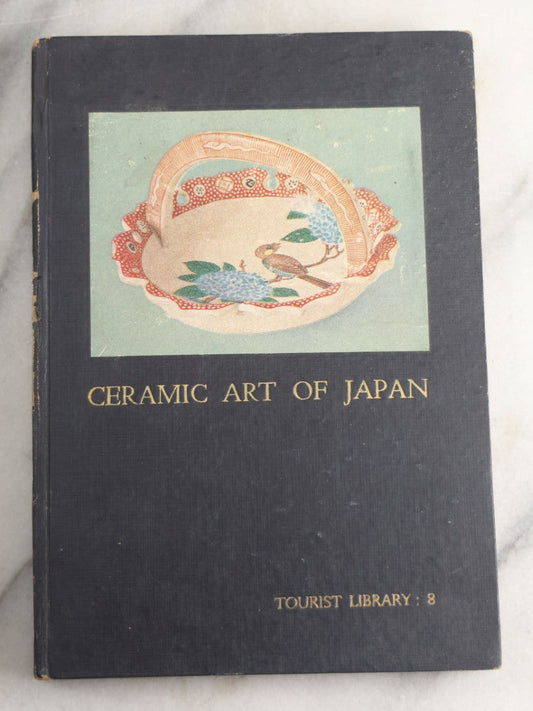 CERAMIC ART OF JAPAN
TOURIST LIBRARY : 8